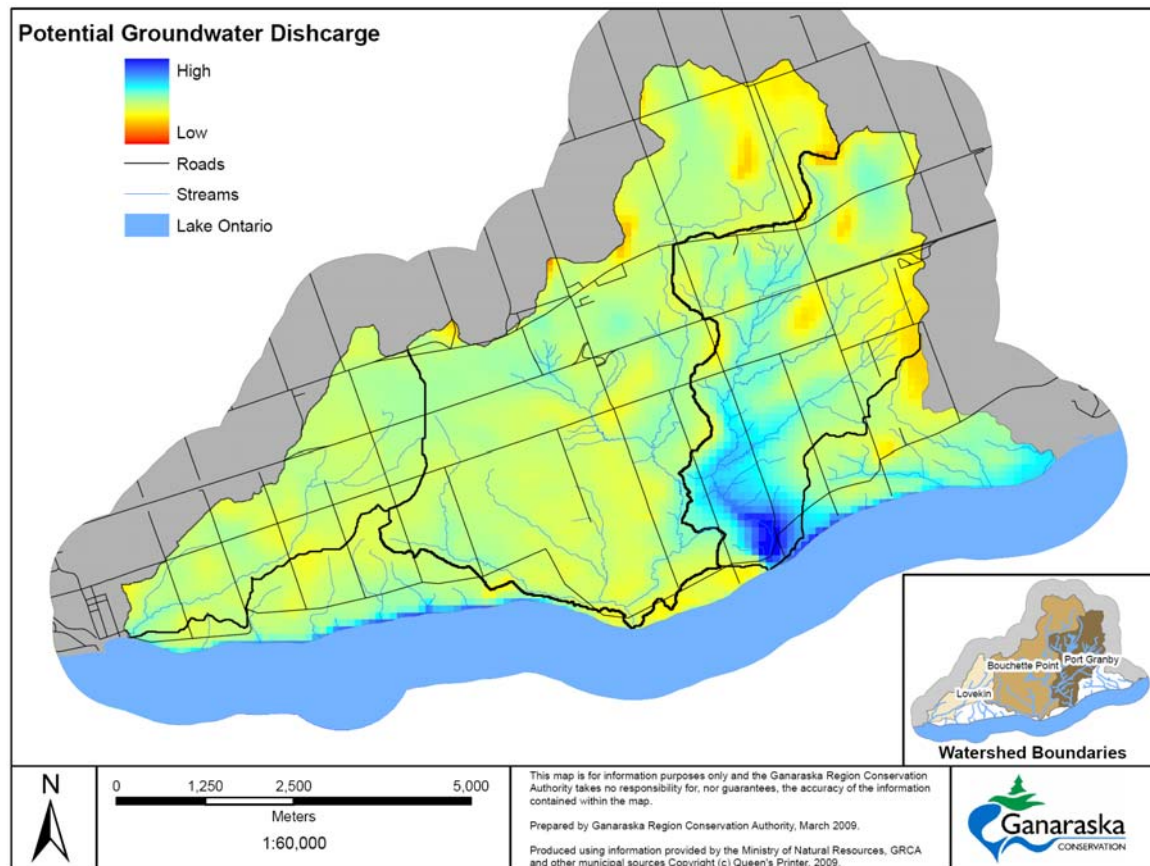 Potential Groundwater Dishcarge
High
Low
Roads
Streams
Lake Ontario
Bouchette Point
Port Granby
Lovekin
Watershed Boundaries
N
0 1,250 2,500 5,000
Meters
1:60,000
This map is for information purposes only and the Ganaraska Region Conservation
Authority takes no responsibility for, nor guarantees, the accuracy of the information
contained within the map.
Prepared by Ganaraska Region Conservation Authority, March 2009.
Produced using information provided by the Ministry of Natural Resources, GRCA
and other municipal sources Copyright (c) Queen's Printer, 2009.
Ganaraska
CONSERVATION